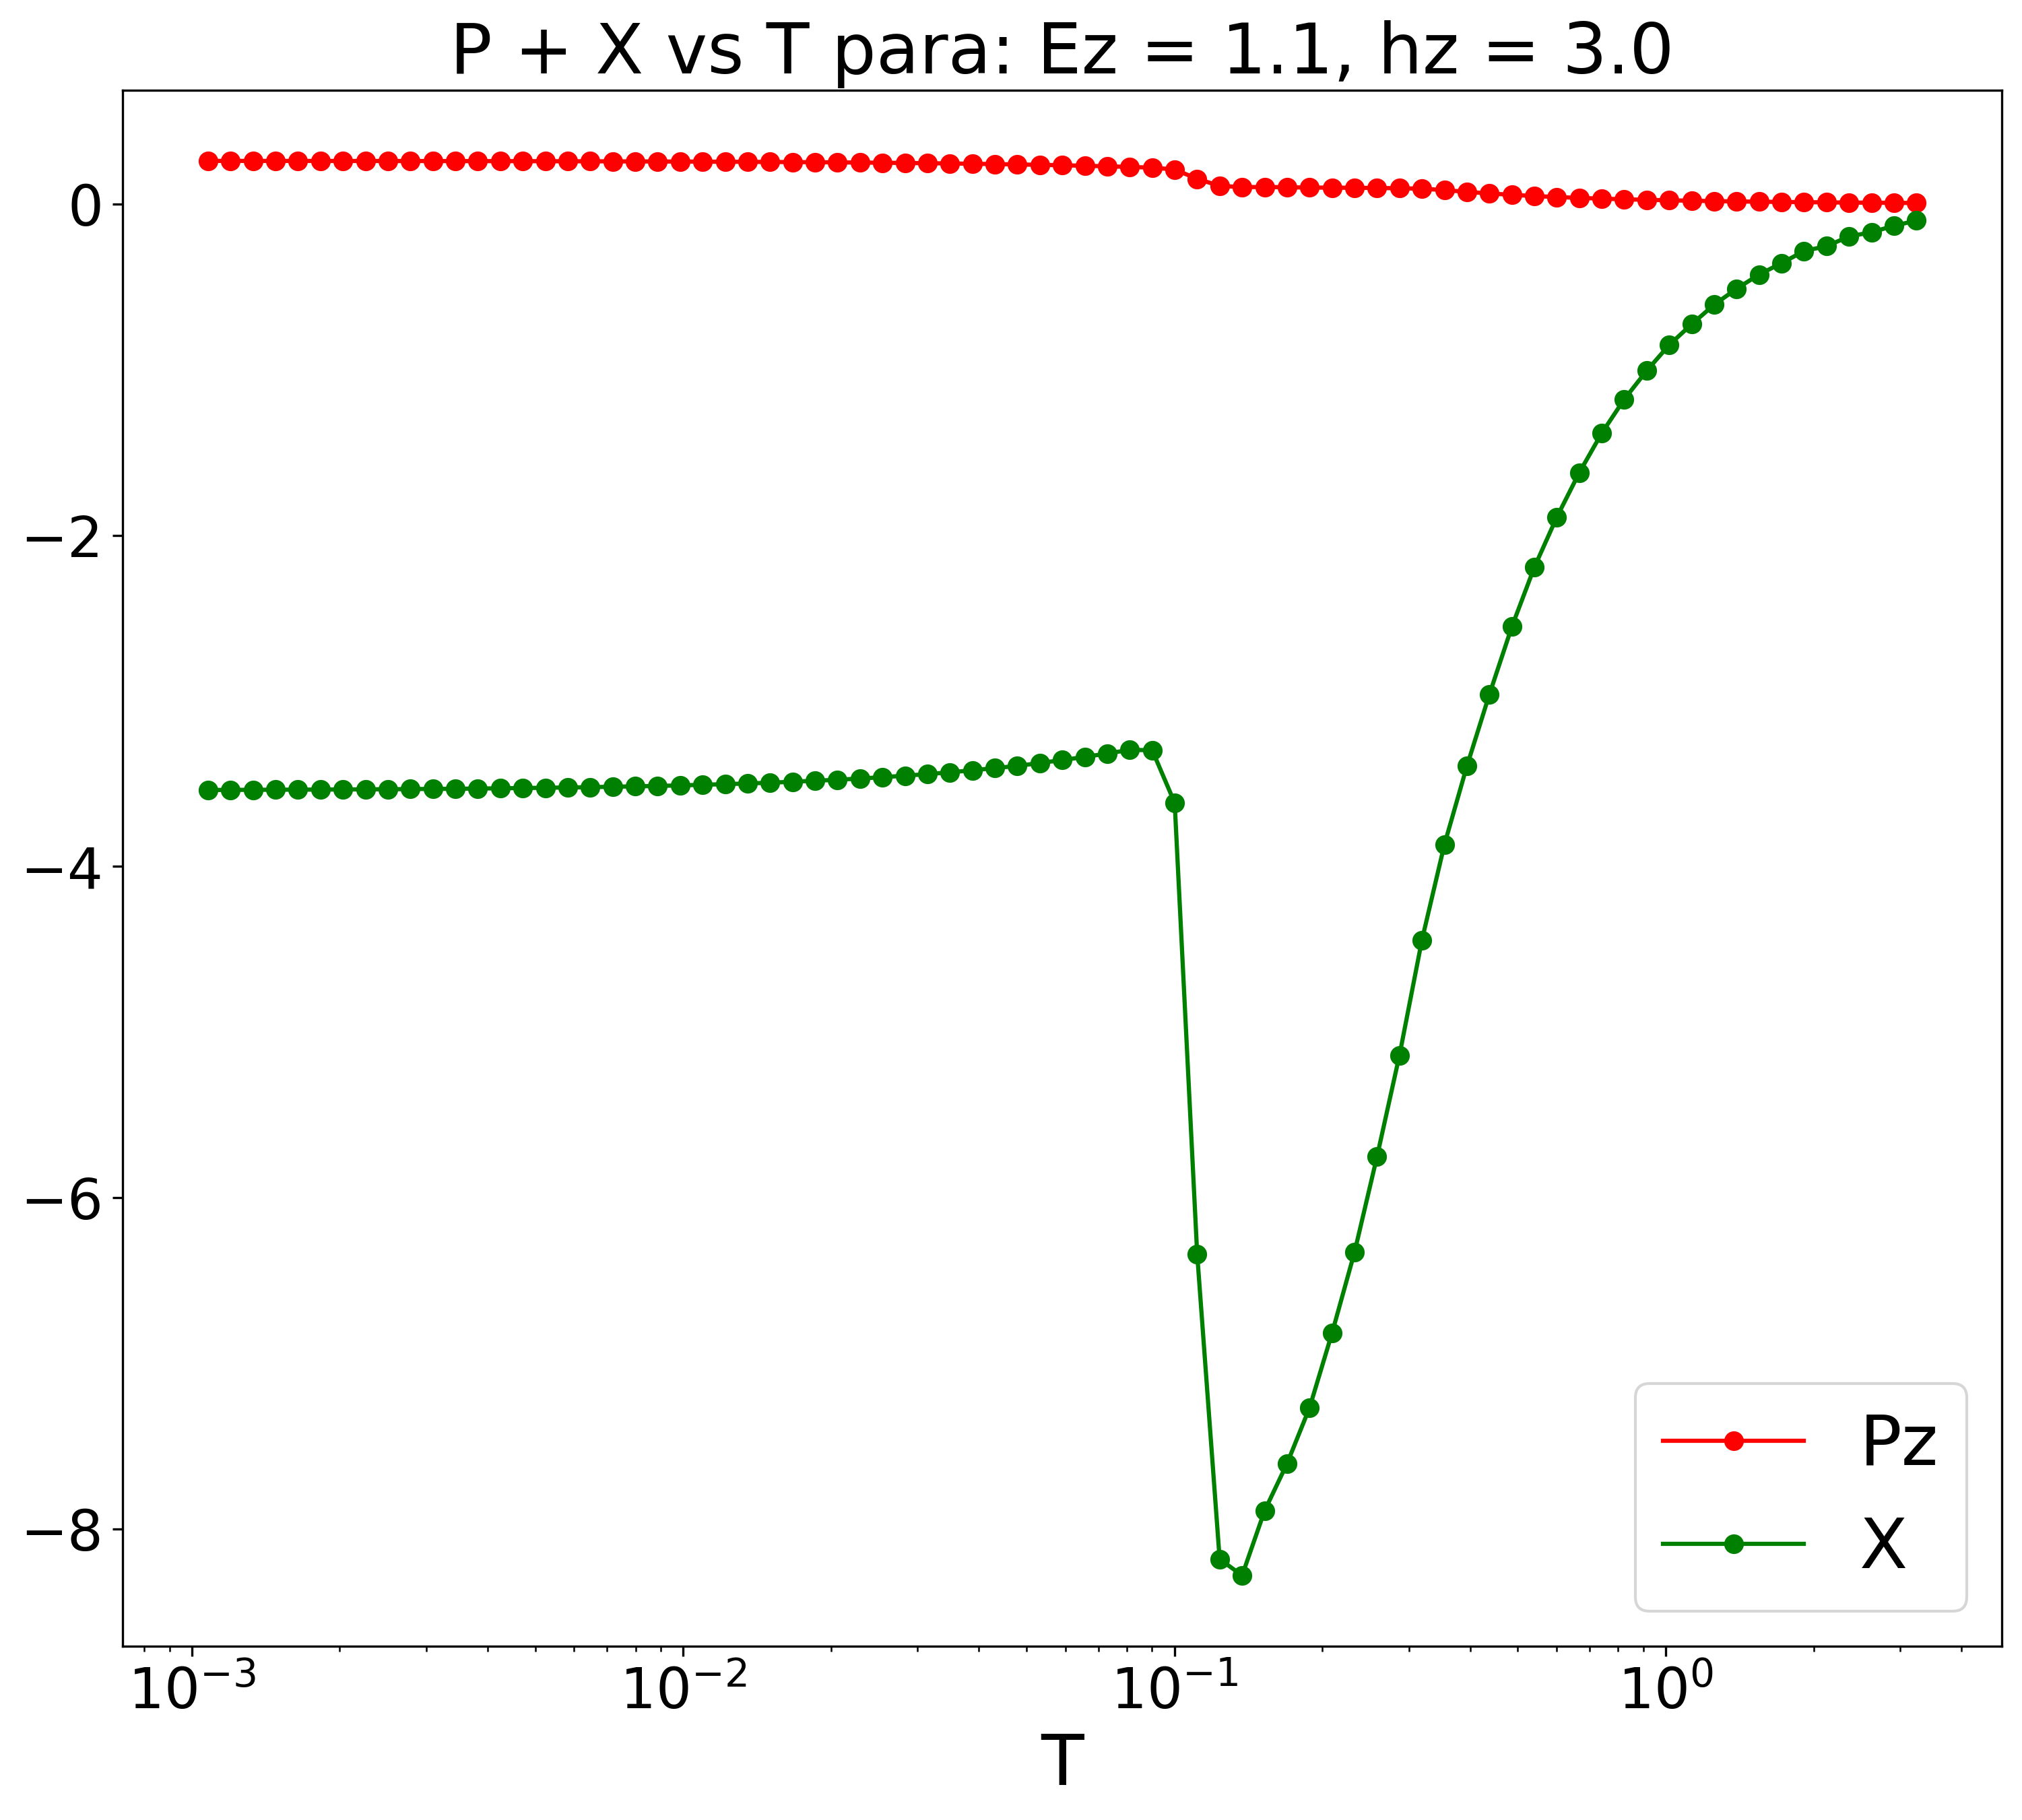 P + X vs T para: Ez = 1.1, hz = 3.0
0
−2
−4
−6
−8
10⁻³ 10⁻² 10⁻¹ 10⁰
T
Pz
X